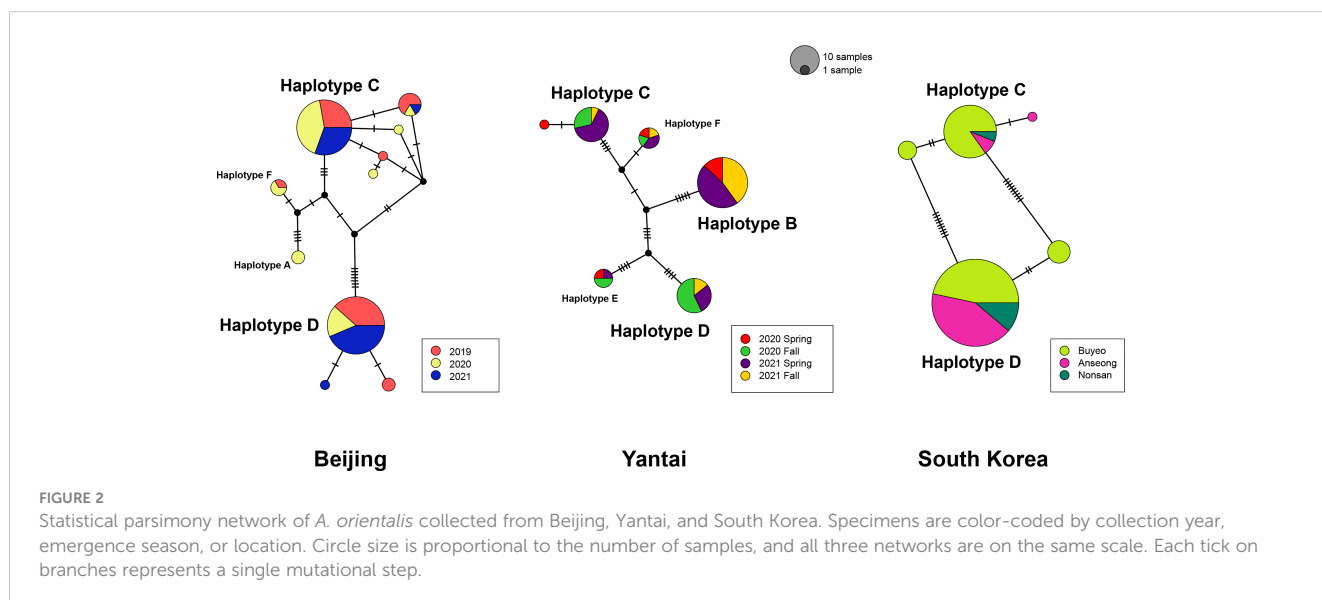 10 samples
1 sample
Haplotype C
Haplotype F
Haplotype A
Haplotype D
2019
2020
2021
Beijing
Haplotype C
Haplotype F
Haplotype B
Haplotype E
Haplotype D
2020 Spring
2020 Fall
2021 Spring
2021 Fall
Yantai
Haplotype C
Haplotype D
Buyeo
Anseong
Nonsan
South Korea
FIGURE 2
Statistical parsimony network of A. orientalis collected from Beijing, Yantai, and South Korea. Specimens are color-coded by collection year,
emergence season, or location. Circle size is proportional to the number of samples, and all three networks are on the same scale. Each tick on
branches represents a single mutational step.